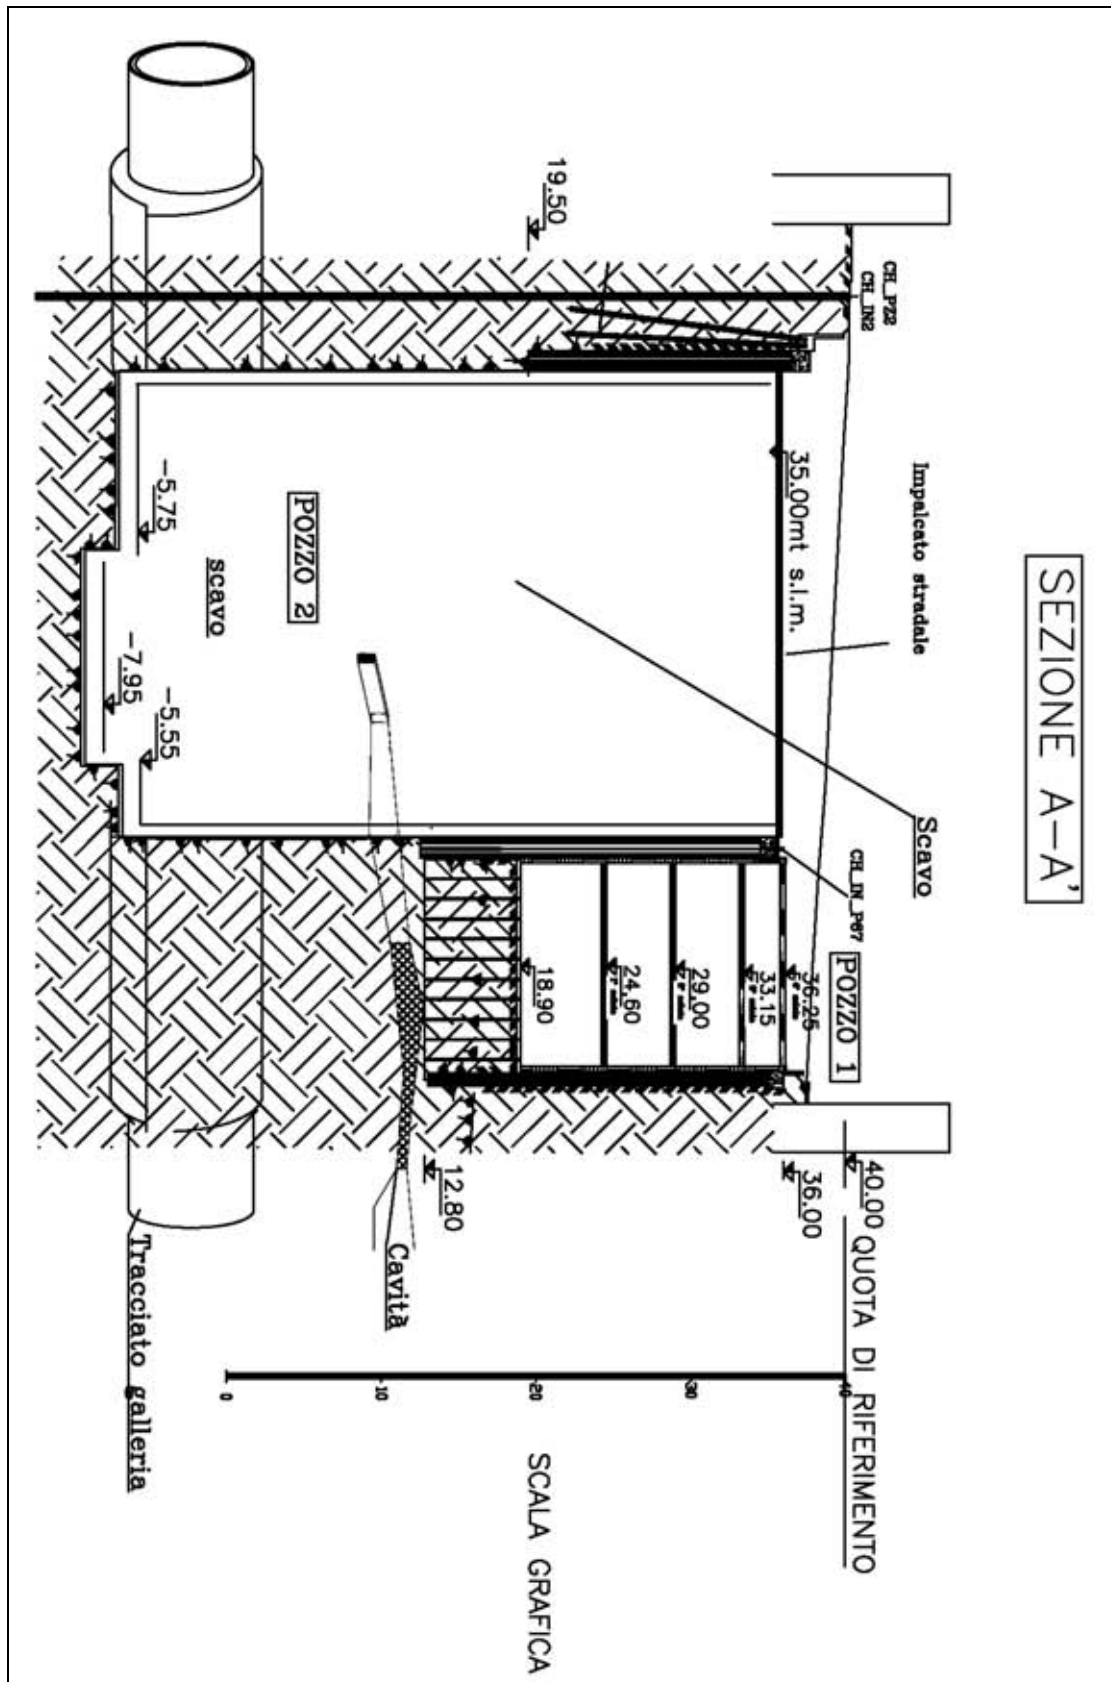 SEZIONE A-A'
CH_PZ2
CH_IN2
Impalcato stradale
Scavo
CH_IN_P67
POZZO 1
40.00
QUOTA DI RIFERIMENTO
36.25
36.00
35.00mt s.l.m.
33.15
29.00
24.60
19.50
18.90
12.80
POZZO 2
scavo
Cavità
-5.75
-7.95
-5.55
Tracciato galleria
0
10
20
30
40
SCALA GRAFICA